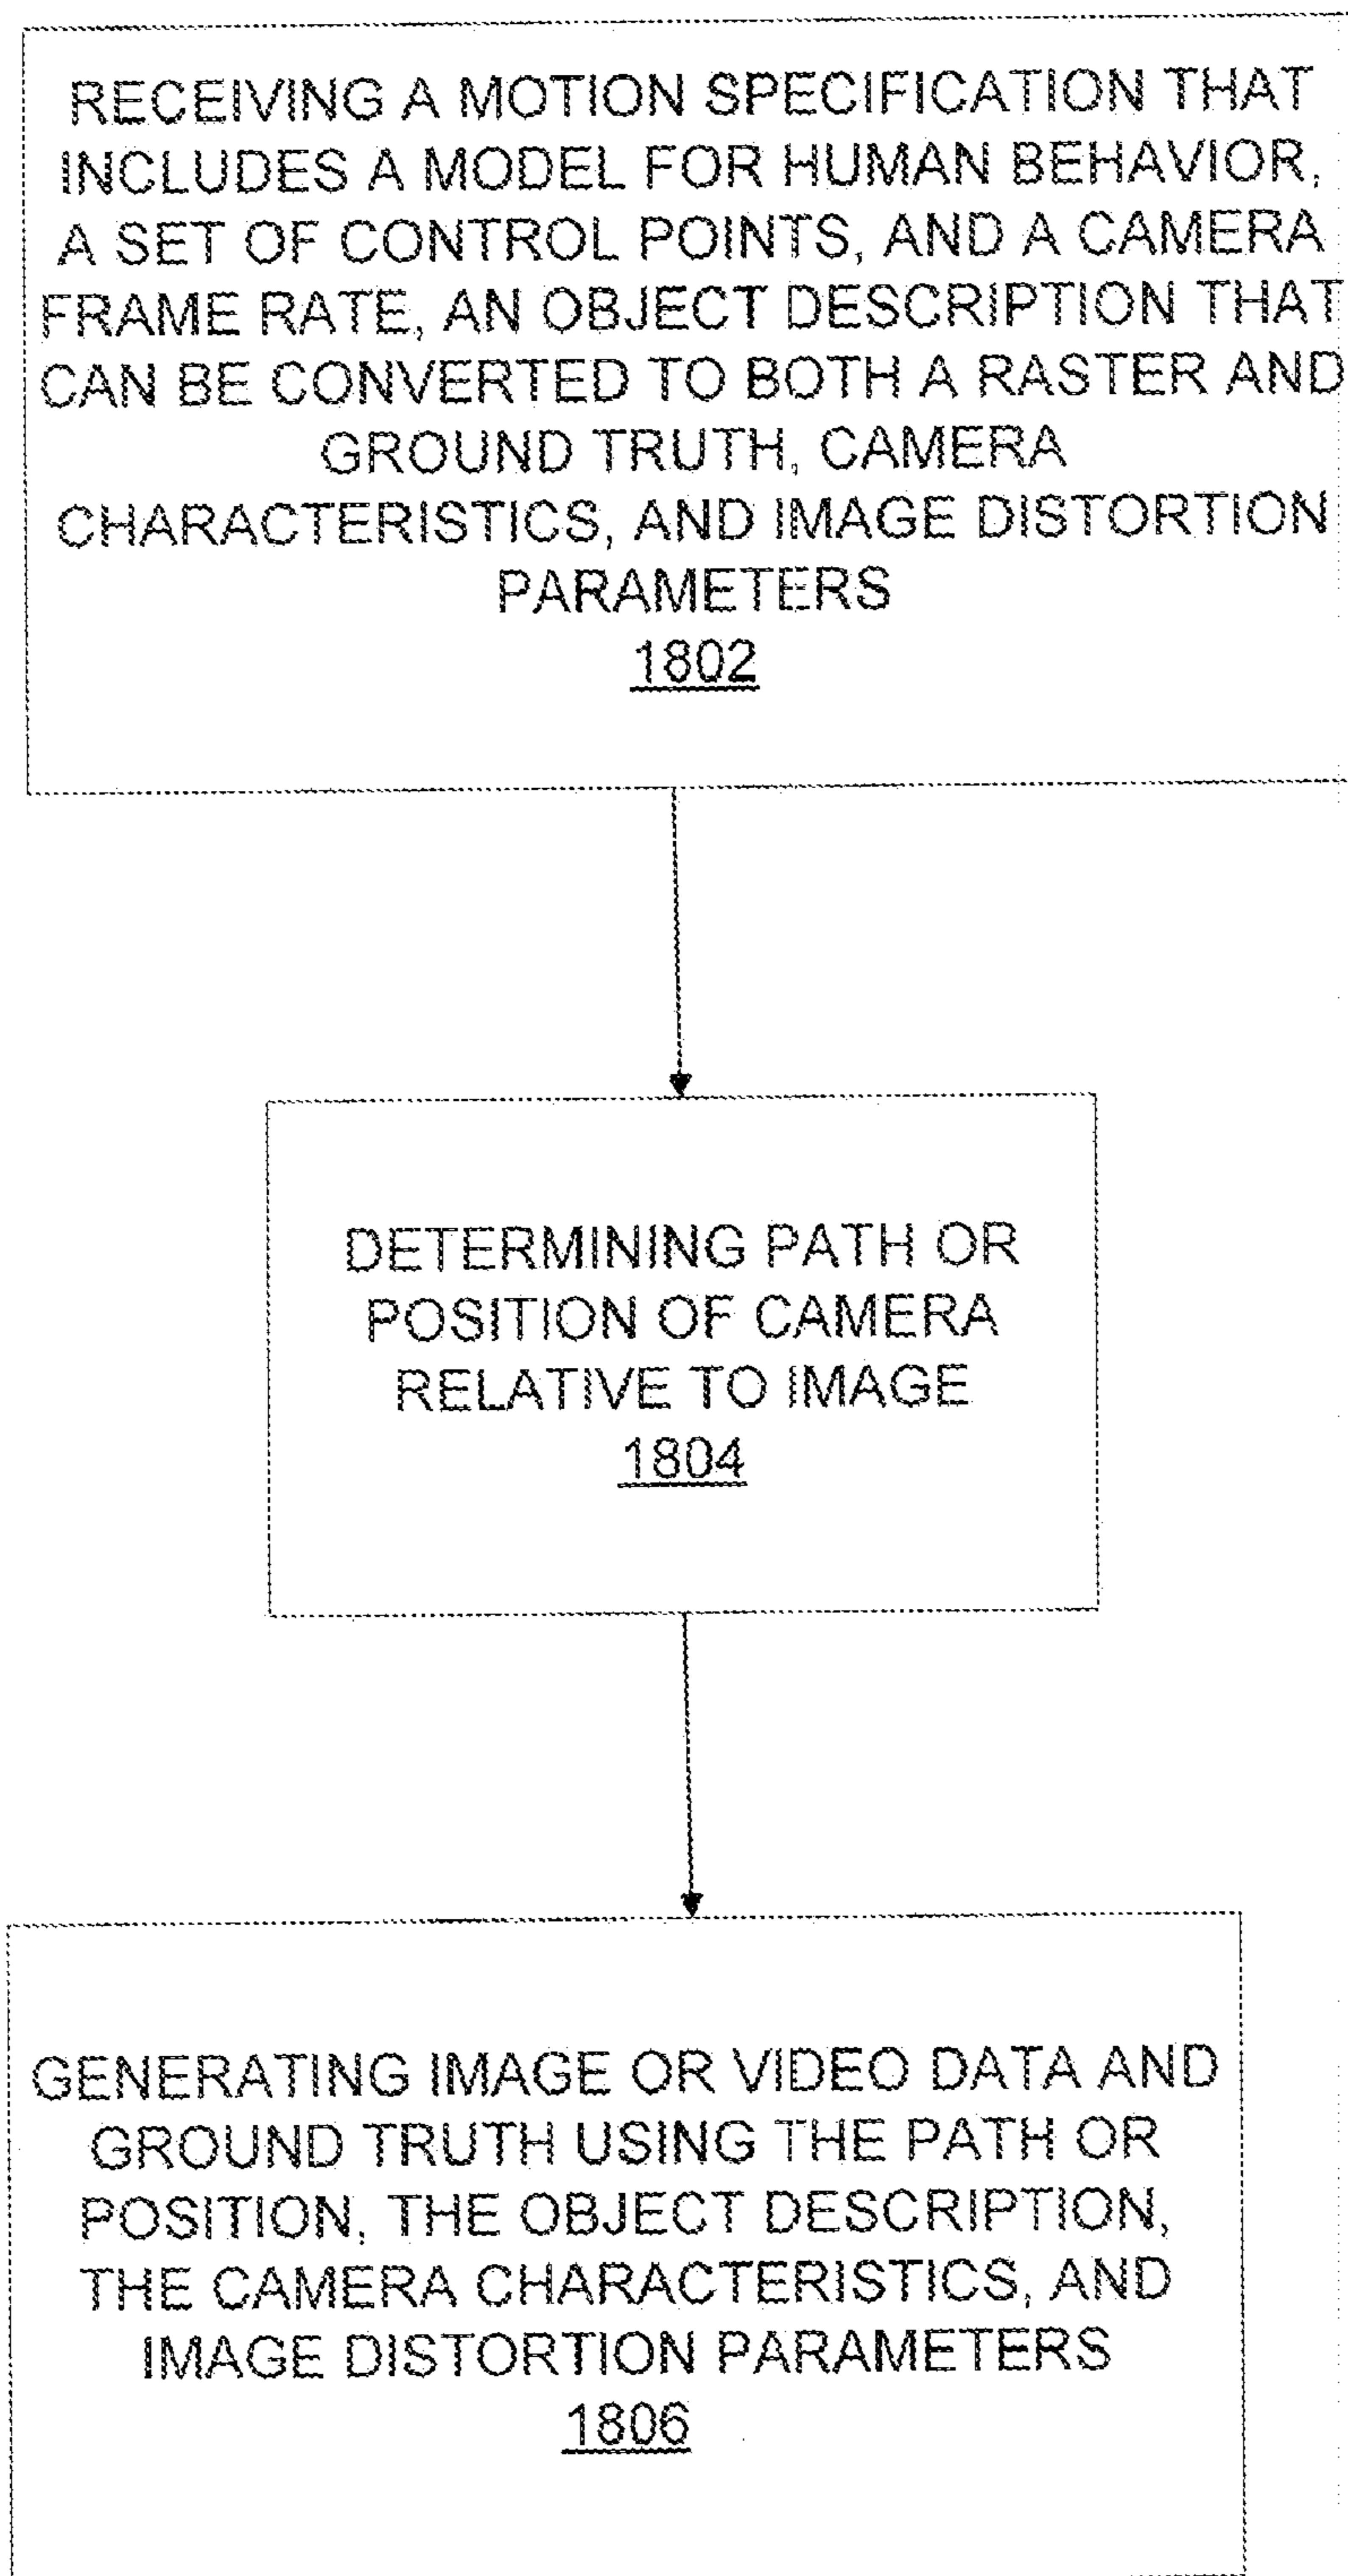 RECEIVING A MOTION SPECIFICATION THAT
INCLUDES A MODEL FOR HUMAN BEHAVIOR,
A SET OF CONTROL POINTS, AND A CAMERA
FRAME RATE, AN OBJECT DESCRIPTION THAT
CAN BE CONVERTED TO BOTH A RASTER AND
GROUND TRUTH, CAMERA
CHARACTERISTICS, AND IMAGE DISTORTION
PARAMETERS
1802
DETERMINING PATH OR
POSITION OF CAMERA
RELATIVE TO IMAGE
1804
GENERATING IMAGE OR VIDEO DATA AND
GROUND TRUTH USING THE PATH OR
POSITION, THE OBJECT DESCRIPTION,
THE CAMERA CHARACTERISTICS, AND
IMAGE DISTORTION PARAMETERS
1806